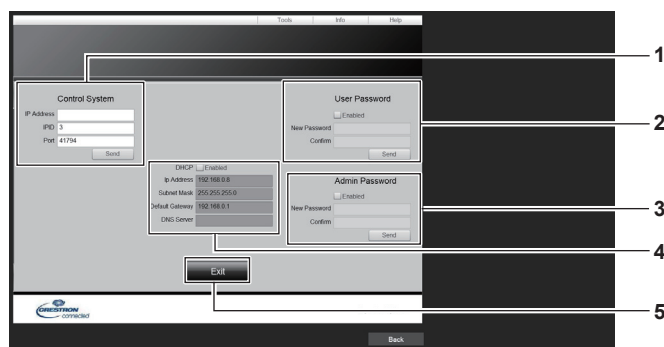 Tools Info Help
1
Control System
IP Address
IPID 3
Port 41794
Send
User Password
Enabled
New Password
Confirm
Send
2
DHCP Enabled
Ip Address 192.168.0.8
Subnet Mask 255.255.255.0
Default Gateway 192.168.0.1
DNS Server
Admin Password
Enabled
New Password
Confirm
Send
3
4
Exit
5
CRESTRON
connected
Back